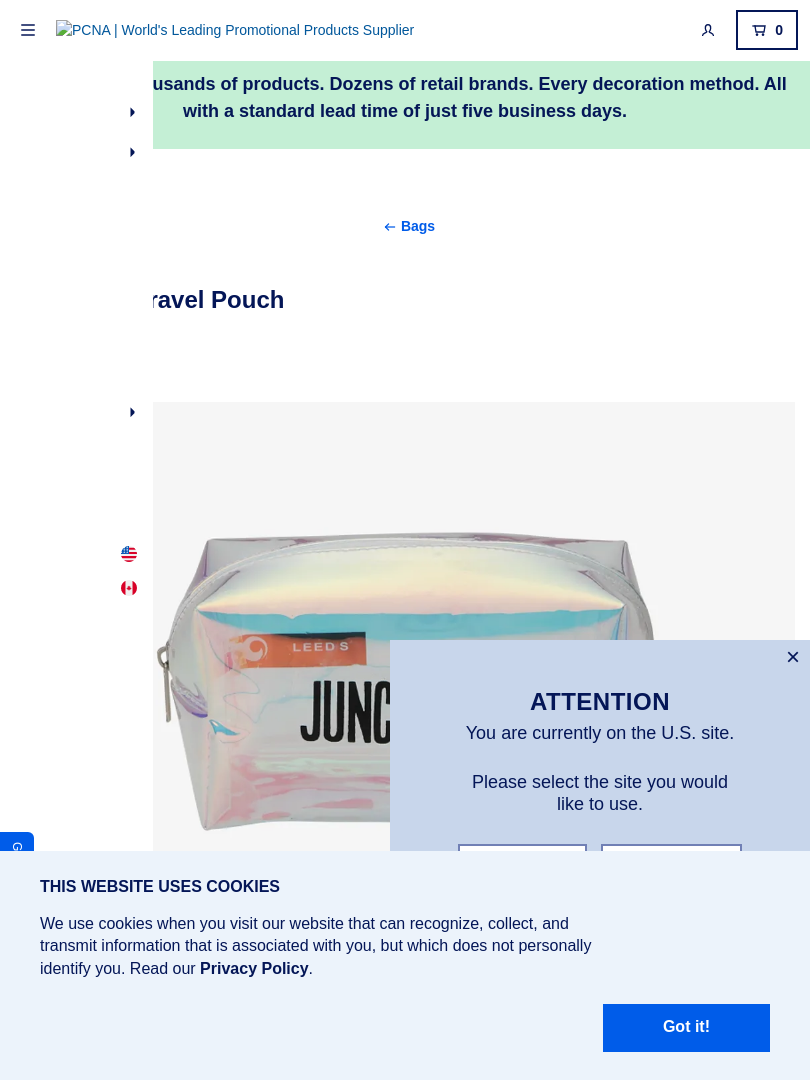 PCNA | World's Leading Promotional Products Supplier
0
usands of products. Dozens of retail brands. Every decoration method. All
with a standard lead time of just five business days.
← Bags
ravel Pouch
LEEDS
JUNC
×
ATTENTION
You are currently on the U.S. site.
Please select the site you would
like to use.
G
THIS WEBSITE USES COOKIES
We use cookies when you visit our website that can recognize, collect, and
transmit information that is associated with you, but which does not personally
identify you. Read our Privacy Policy.
Got it!